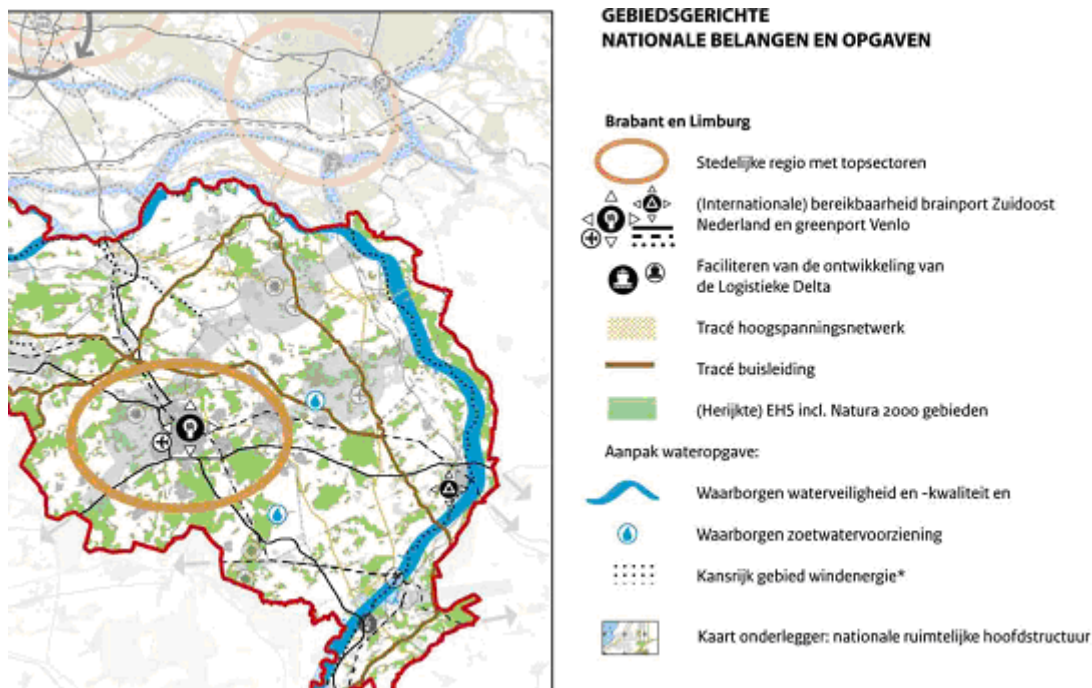 GEBIEDSGERICHTE
NATIONALE BELANGEN EN OPGAVEN
Brabant en Limburg
Stedelijke regio met topsectoren
(Internationale) bereikbaarheid brainport Zuidoost
Nederland en greenport Venlo
Faciliteren van de ontwikkeling van
de Logistieke Delta
Tracé hoogspanningsnetwerk
Tracé buisleiding
(Herijkte) EHS incl. Natura 2000 gebieden
Aanpak wateropgave:
Waarborgen waterveiligheid en -kwaliteit en
Waarborgen zoetwatervoorziening
Kansrijk gebied windenergie*
Kaart onderlegger: nationale ruimtelijke hoofdstructuur